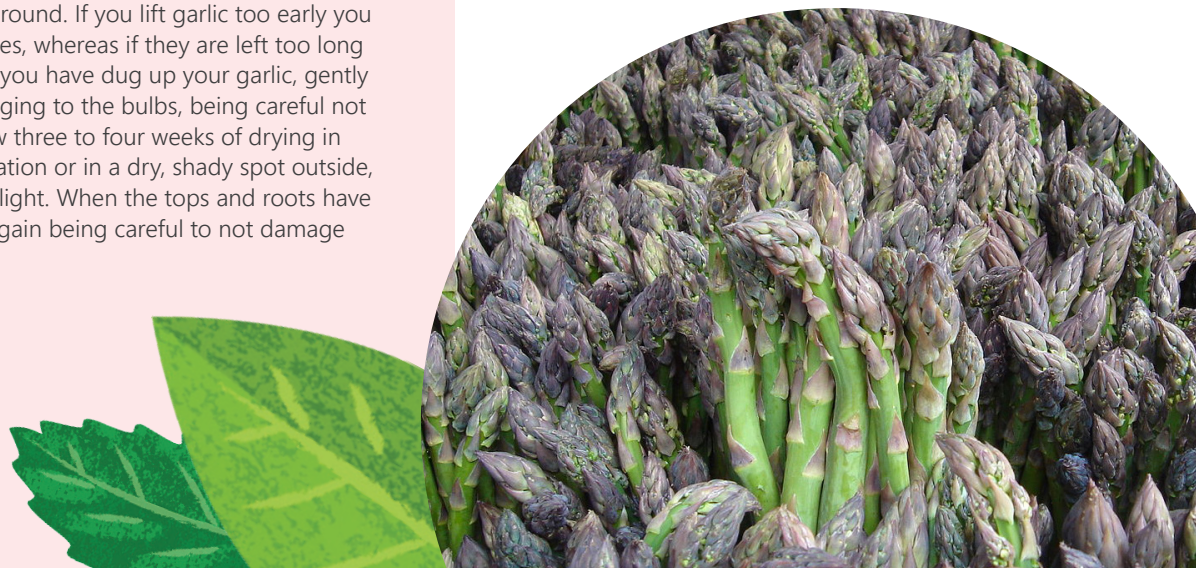 round. If you lift garlic too early you
es, whereas if they are left too long
you have dug up your garlic, gently
ging to the bulbs, being careful not
three to four weeks of drying in
ation or in a dry, shady spot outside,
light. When the tops and roots have
gain being careful to not damage